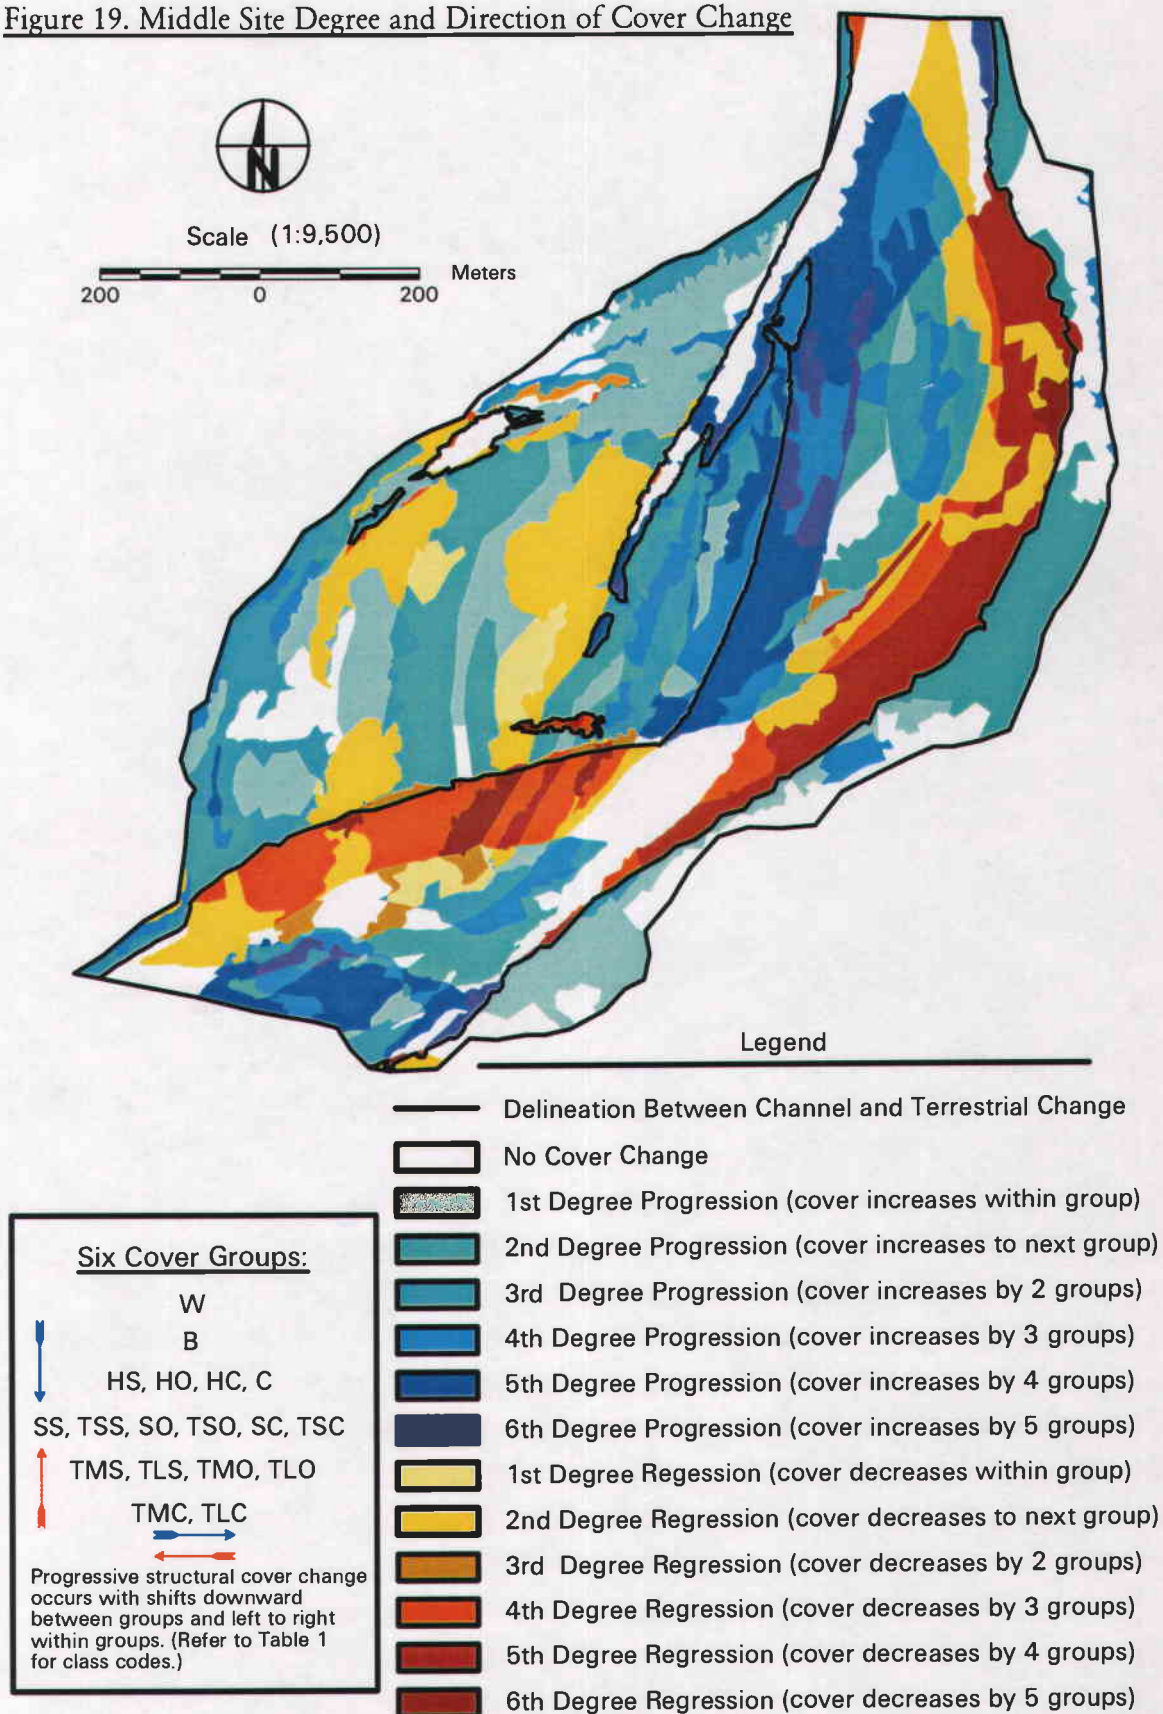 Figure 19. Middle Site Degree and Direction of Cover Change
N
Scale (1:9,500)
Meters
200 0 200
Legend
Delineation Between Channel and Terrestrial Change
No Cover Change
1st Degree Progression (cover increases within group)
2nd Degree Progression (cover increases to next group)
3rd Degree Progression (cover increases by 2 groups)
4th Degree Progression (cover increases by 3 groups)
5th Degree Progression (cover increases by 4 groups)
6th Degree Progression (cover increases by 5 groups)
1st Degree Regession (cover decreases within group)
2nd Degree Regression (cover decreases to next group)
3rd Degree Regression (cover decreases by 2 groups)
4th Degree Regression (cover decreases by 3 groups)
5th Degree Regression (cover decreases by 4 groups)
6th Degree Regression (cover decreases by 5 groups)
Six Cover Groups:
W
B
HS, HO, HC, C
SS, TSS, SO, TSO, SC, TSC
TMS, TLS, TMO, TLO
TMC, TLC
Progressive structural cover change
occurs with shifts downward
between groups and left to right
within groups. (Refer to Table 1
for class codes.)